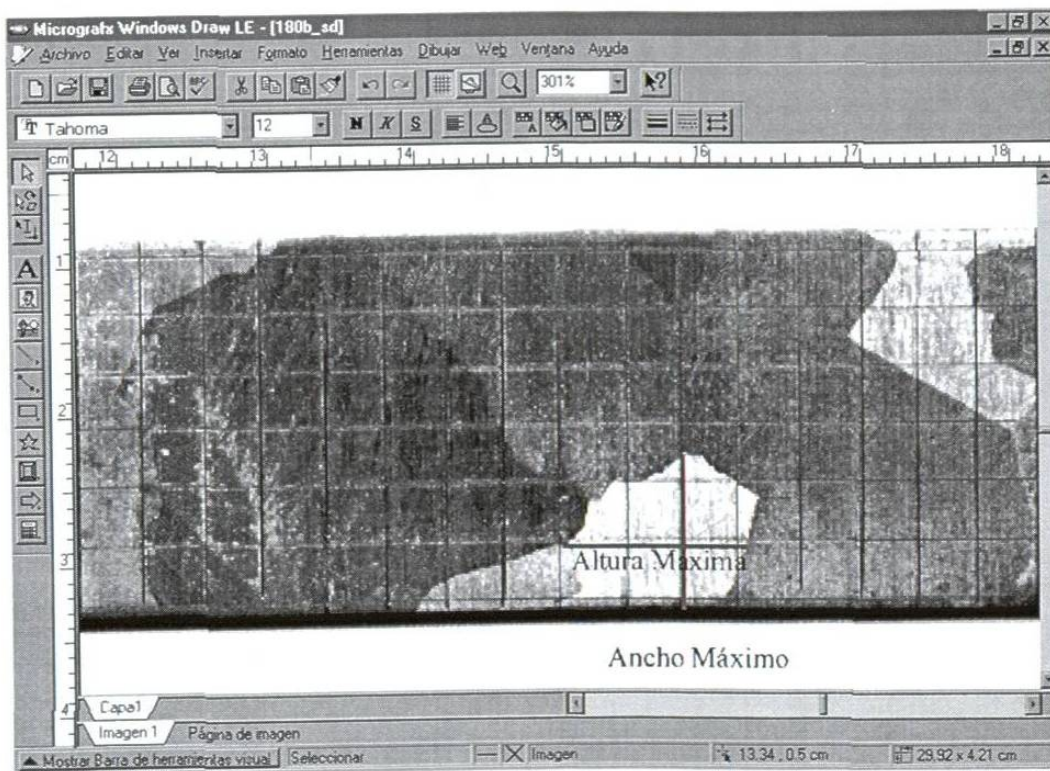 Micrografx Windows Draw LE - [180b_sd]
Archivo Editar Ver Insertar Formato Herramientas Dibujar Web Ventana Ayuda
301%
Tahoma 12 N K S
cm 12 13 14 15 16 17 18
1
A
2
3
Altura Maxima
Ancho Máximo
4
Capa1
Imagen 1 Página de imagen
Mostrar Barra de herramientas visual Seleccionar Imagen 13.34 , 0.5 cm 29.92 x 4.21 cm